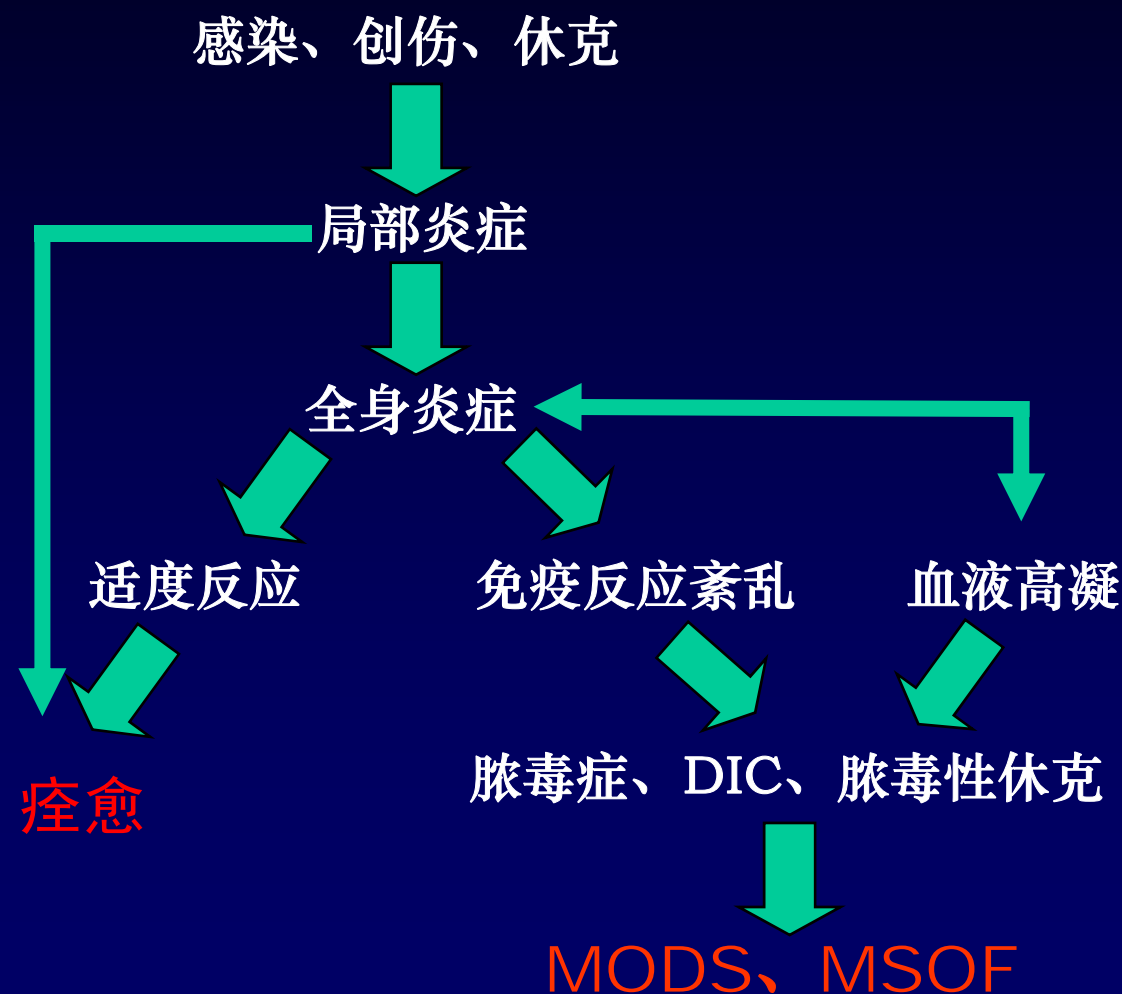 感染、创伤、休克
局部炎症
全身炎症
适度反应 免疫反应紊乱 血液高凝
脓毒症、DIC、脓毒性休克
痊愈
MODS、MSOF